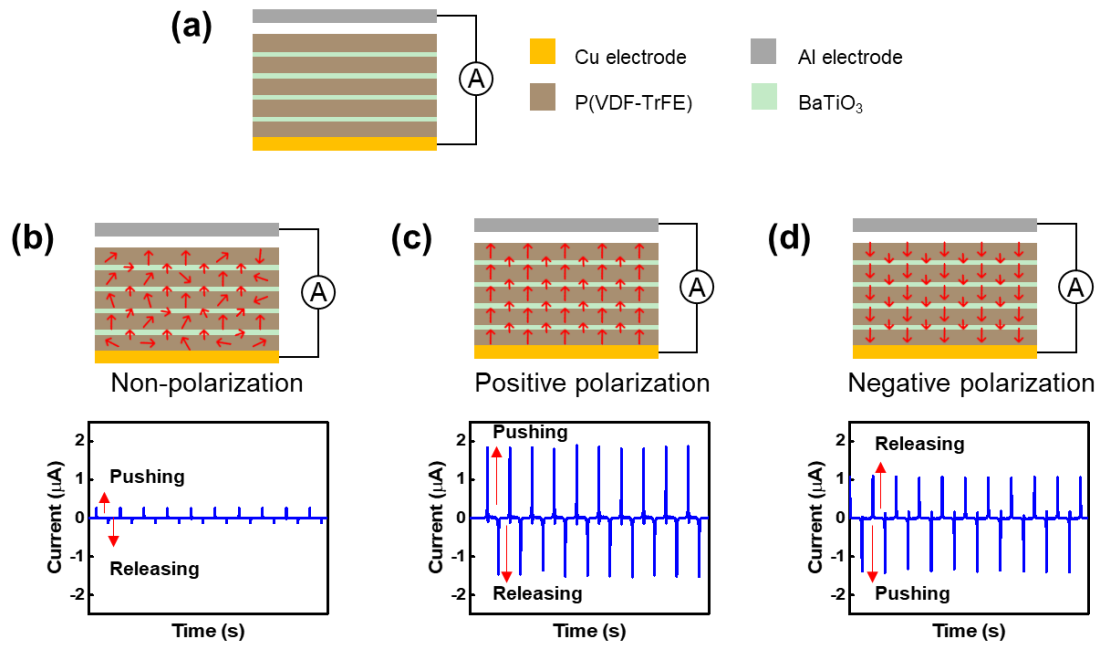 (a)
A
Cu electrode
Al electrode
P(VDF-TrFE)
BaTiO₃
(b)
A
Non-polarization
(c)
A
Positive polarization
(d)
A
Negative polarization
2
1
0
-1
-2
Current (μA)
Pushing
Releasing
Time (s)
2
1
0
-1
-2
Current (μA)
Pushing
Releasing
Time (s)
2
1
0
-1
-2
Current (μA)
Releasing
Pushing
Time (s)